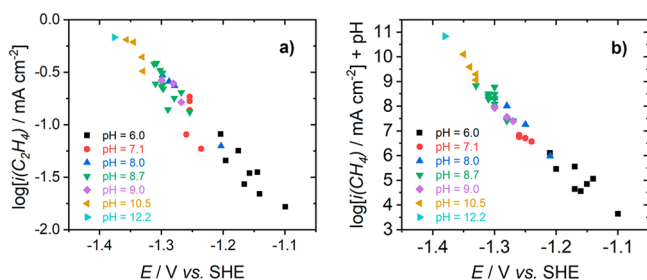 a)
log[i(C₂H₄) / mA cm⁻²]
0.0
-0.5
-1.0
-1.5
-2.0
pH = 6.0
pH = 7.1
pH = 8.0
pH = 8.7
pH = 9.0
pH = 10.5
pH = 12.2
-1.4 -1.3 -1.2 -1.1
E / V vs. SHE
b)
log[i(CH₄) / mA cm⁻²] + pH
12
11
10
9
8
7
6
5
4
3
2
pH = 6.0
pH = 7.1
pH = 8.0
pH = 8.7
pH = 9.0
pH = 10.5
pH = 12.2
-1.4 -1.3 -1.2 -1.1
E / V vs. SHE